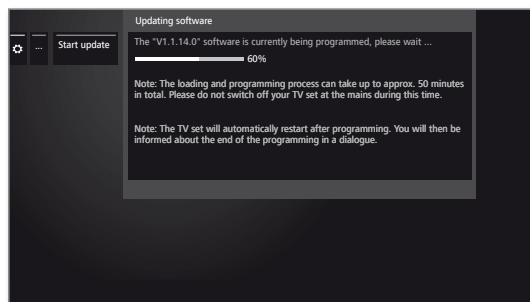 Updating software
... Start update
The "V1.1.14.0" software is currently being programmed, please wait ...
60%
Note: The loading and programming process can take up to approx. 50 minutes
in total. Please do not switch off your TV set at the mains during this time.
Note: The TV set will automatically restart after programming. You will then be
informed about the end of the programming in a dialogue.